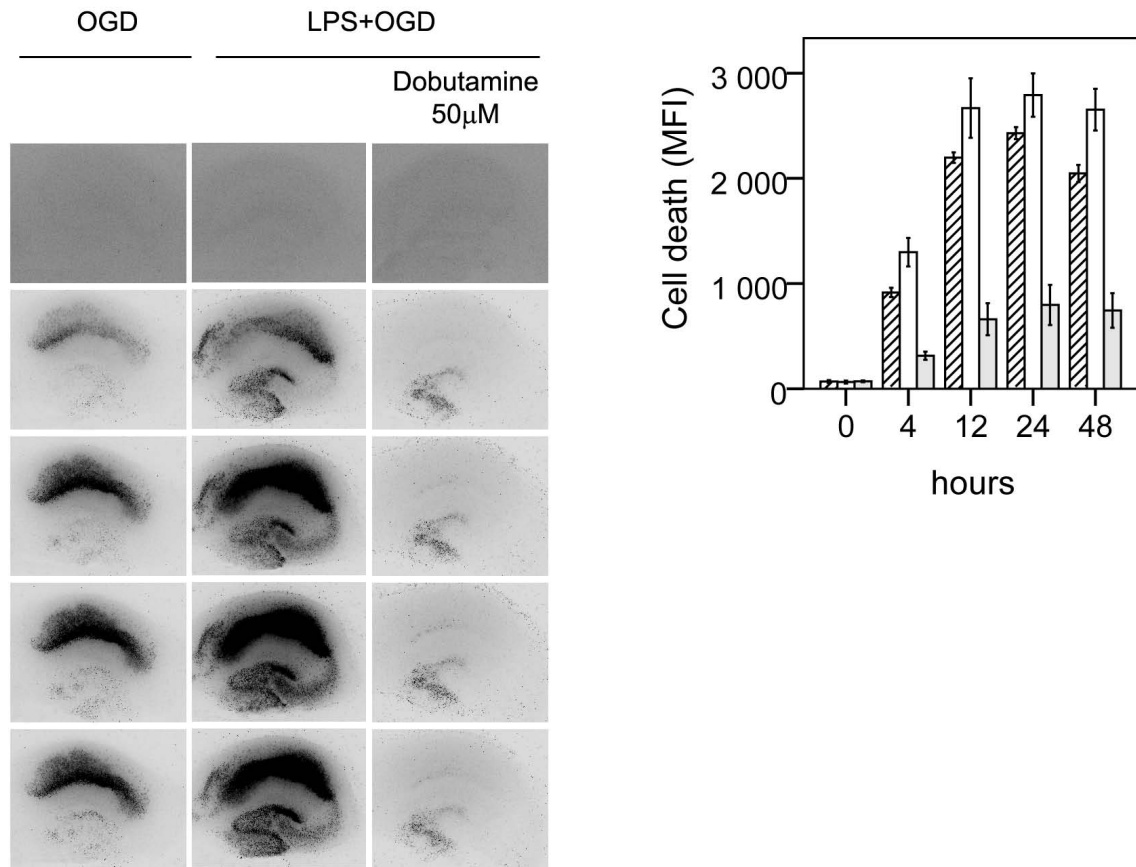 OGD
LPS+OGD
Dobutamine
50μM
Cell death (MFI)
3 000
2 000
1 000
0
0 4 12 24 48
hours